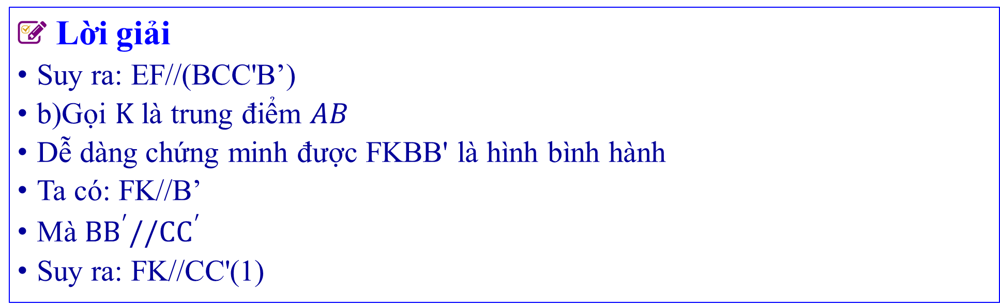 Lời giải
• Suy ra: EF//(BCC'B’)
• b)Gọi K là trung điểm AB
• Dễ dàng chứng minh được FKBB' là hình bình hành
• Ta có: FK//B’
• Mà BB′//CC′
• Suy ra: FK//CC'(1)